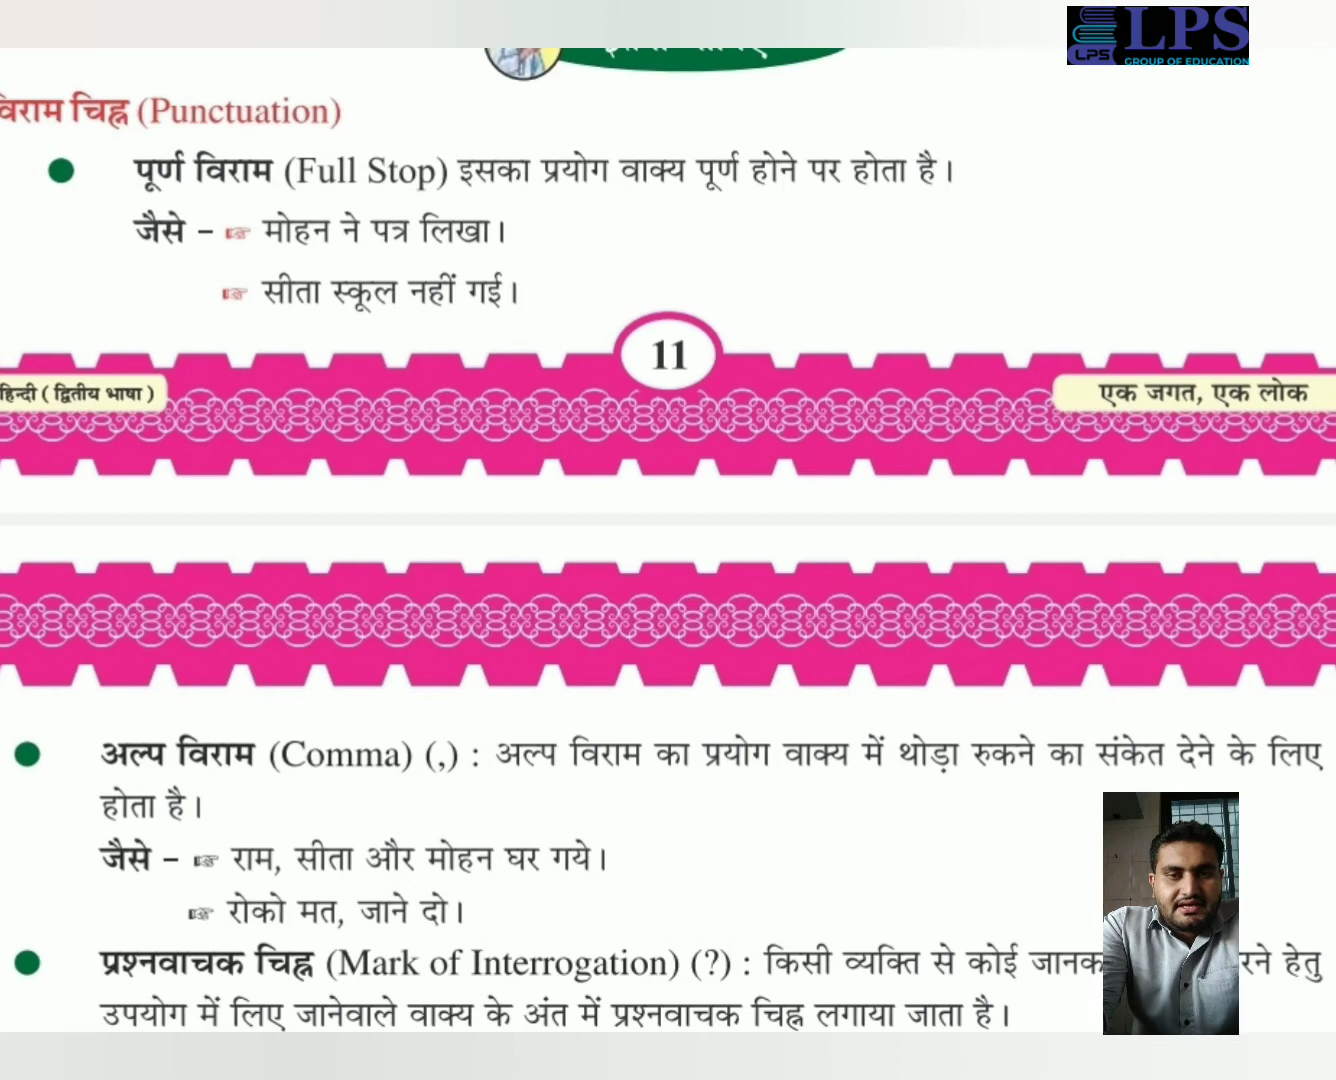 LPS
LPS
GROUP OF EDUCATION
विराम चिह्न (Punctuation)
पूर्ण विराम (Full Stop) इसका प्रयोग वाक्य पूर्ण होने पर होता है।
जैसे - ☞ मोहन ने पत्र लिखा।
☞ सीता स्कूल नहीं गई।
11
हिन्दी ( द्वितीय भाषा )
एक जगत, एक लोक
अल्प विराम (Comma) (,) : अल्प विराम का प्रयोग वाक्य में थोड़ा रुकने का संकेत देने के लिए
होता है।
जैसे - ☞ राम, सीता और मोहन घर गये।
☞ रोको मत, जाने दो।
प्रश्नवाचक चिह्न (Mark of Interrogation) (?) : किसी व्यक्ति से कोई हेतु
उपयोग में लिए जानेवाले वाक्य के अंत में प्रश्नवाचक चिह्न लगाया जाता है।